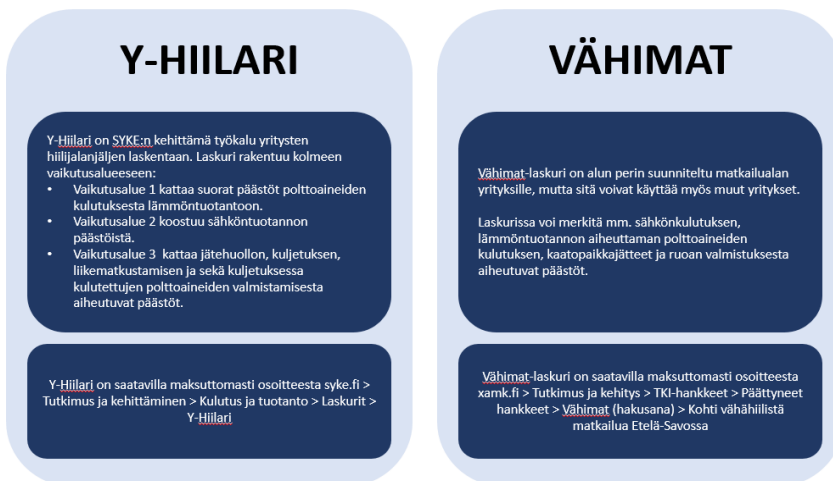 Y-HIILARI
Y-Hiilari on SYKE:n kehittämä työkalu yritysten
hiilijalanjäljen laskentaan. Laskuri rakentuu kolmeen
vaikutusalueeseen:
• Vaikutusalue 1 kattaa suorat päästöt polttoaineiden
kulutuksesta lämmöntuotantoon.
• Vaikutusalue 2 koostuu sähköntuotannon
päästöistä.
• Vaikutusalue 3  kattaa jätehuollon, kuljetuksen,
liikematkustamisen ja sekä kuljetuksessa
kulutettujen polttoaineiden valmistamisesta
aiheutuvat päästöt.
Y-Hiilari on saatavilla maksuttomasti osoitteesta syke.fi >
Tutkimus ja kehittäminen > Kulutus ja tuotanto > Laskurit >
Y-Hiilari
VÄHIMAT
Vähimat-laskuri on alun perin suunniteltu matkailualan
yrityksille, mutta sitä voivat käyttää myös muut yritykset.
Laskurissa voi merkitä mm. sähkönkulutuksen,
lämmöntuotannon aiheuttaman polttoaineiden
kulutuksen, kaatopaikkajätteet ja ruoan valmistuksesta
aiheutuvat päästöt.
Vähimat-laskuri on saatavilla maksuttomasti osoitteesta
xamk.fi > Tutkimus ja kehitys > TKI-hankkeet > Päättyneet
hankkeet > Vähimat (hakusana) > Kohti vähähiilistä
matkailua Etelä-Savossa